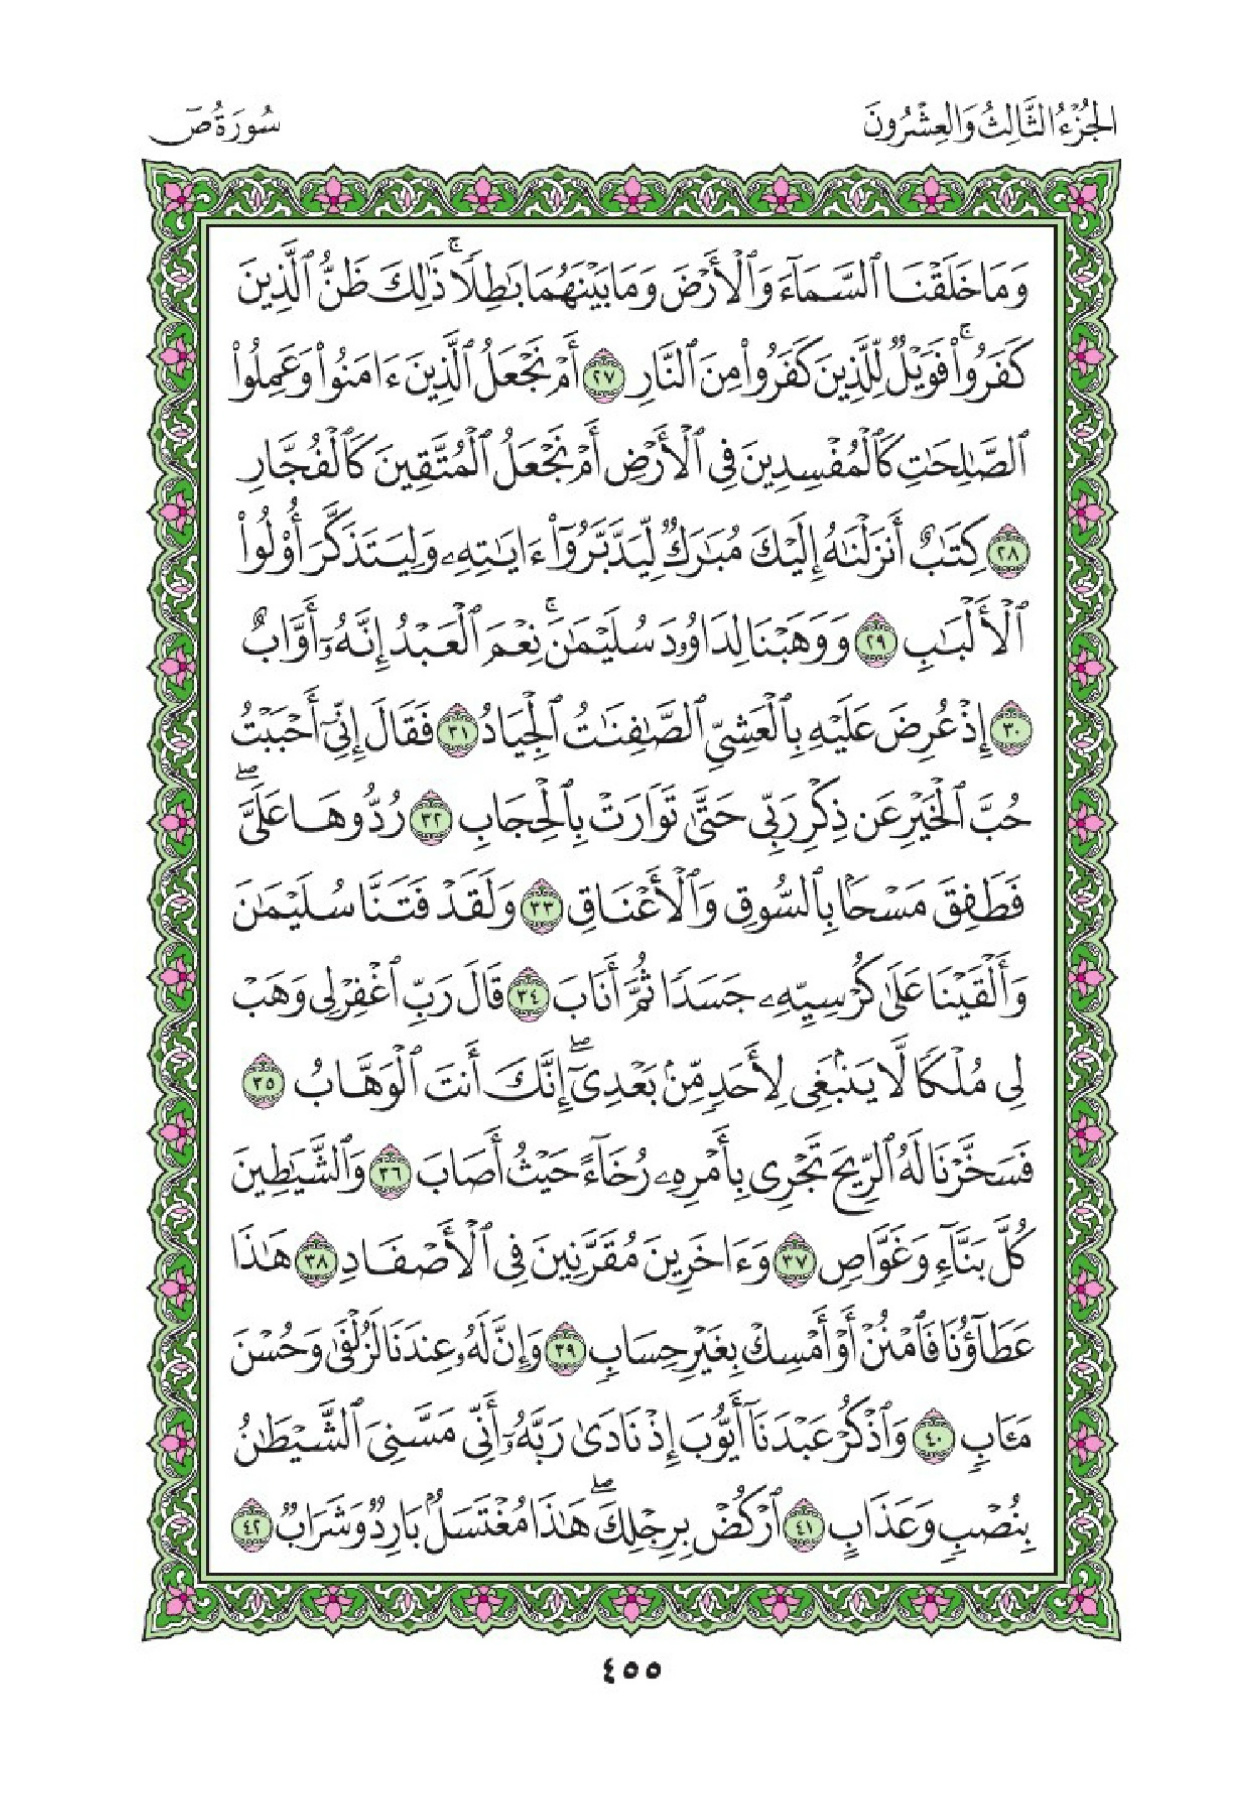 الجُزْءُ الثَّالِثُ وَالعِشْرُونَ
سُورَةُ صٓ
وَمَا خَلَقْنَا ٱلسَّمَآءَ وَٱلْأَرْضَ وَمَا بَيْنَهُمَا بَٰطِلًاۚ ذَٰلِكَ ظَنُّ ٱلَّذِينَ
كَفَرُوا۟ۚ فَوَيْلٌ لِّلَّذِينَ كَفَرُوا۟ مِنَ ٱلنَّارِ ٢٧ أَمْ نَجْعَلُ ٱلَّذِينَ ءَامَنُوا۟ وَعَمِلُوا۟
ٱلصَّٰلِحَٰتِ كَٱلْمُفْسِدِينَ فِى ٱلْأَرْضِ أَمْ نَجْعَلُ ٱلْمُتَّقِينَ كَٱلْفُجَّارِ
٢٨ كِتَٰبٌ أَنزَلْنَٰهُ إِلَيْكَ مُبَٰرَكٌ لِّيَدَّبَّرُوٓا۟ ءَايَٰتِهِۦ وَلِيَتَذَكَّرَ أُو۟لُوا۟
ٱلْأَلْبَٰبِ ٢٩ وَوَهَبْنَا لِدَاوُۥدَ سُلَيْمَٰنَۚ نِعْمَ ٱلْعَبْدُ إِنَّهُۥٓ أَوَّابٌ
٣٠ إِذْ عُرِضَ عَلَيْهِ بِٱلْعَشِىِّ ٱلصَّٰفِنَٰتُ ٱلْجِيَادُ ٣١ فَقَالَ إِنِّىٓ أَحْبَبْتُ
حُبَّ ٱلْخَيْرِ عَن ذِكْرِ رَبِّى حَتَّىٰ تَوَارَتْ بِٱلْحِجَابِ ٣٢ رُدُّوهَا عَلَىَّۖ
فَطَفِقَ مَسْحًۢا بِٱلسُّوقِ وَٱلْأَعْنَاقِ ٣٣ وَلَقَدْ فَتَنَّا سُلَيْمَٰنَ
وَأَلْقَيْنَا عَلَىٰ كُرْسِيِّهِۦ جَسَدًا ثُمَّ أَنَابَ ٣٤ قَالَ رَبِّ ٱغْفِرْ لِى وَهَبْ
لِى مُلْكًا لَّا يَنۢبَغِى لِأَحَدٍ مِّنۢ بَعْدِىٓۖ إِنَّكَ أَنتَ ٱلْوَهَّابُ ٣٥
فَسَخَّرْنَا لَهُ ٱلرِّيحَ تَجْرِى بِأَمْرِهِۦ رُخَآءً حَيْثُ أَصَابَ ٣٦ وَٱلشَّيَٰطِينَ
كُلَّ بَنَّآءٍ وَغَوَّاصٍ ٣٧ وَءَاخَرِينَ مُقَرَّنِينَ فِى ٱلْأَصْفَادِ ٣٨ هَٰذَا
عَطَآؤُنَا فَٱمْنُنْ أَوْ أَمْسِكْ بِغَيْرِ حِسَابٍ ٣٩ وَإِنَّ لَهُۥ عِندَنَا لَزُلْفَىٰ وَحُسْنَ
مَـَٔابٍ ٤٠ وَٱذْكُرْ عَبْدَنَآ أَيُّوبَ إِذْ نَادَىٰ رَبَّهُۥٓ أَنِّى مَسَّنِىَ ٱلشَّيْطَٰنُ
بِنُصْبٍ وَعَذَابٍ ٤١ ٱرْكُضْ بِرِجْلِكَۖ هَٰذَا مُغْتَسَلٌۢ بَارِدٌ وَشَرَابٌ ٤٢
٤٥٥